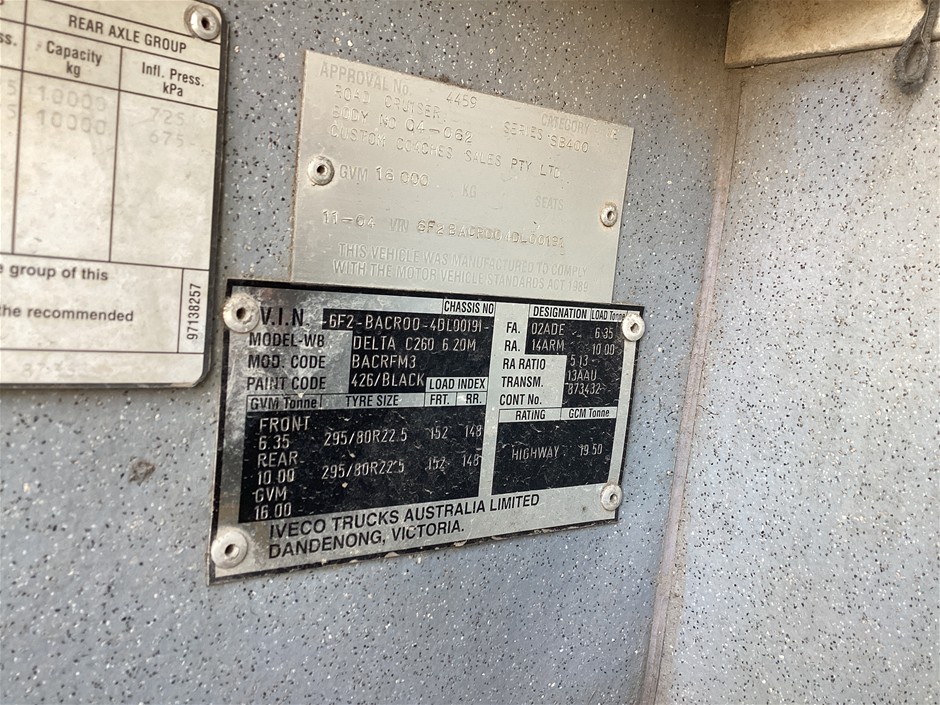 REAR AXLE GROUP
ss. Capacity kg Infl. Press. kPa
5 10000 725
5 10000 675
e group of this
the recommended
97138257
APPROVAL No. 4459 CATEGORY
ROAD CRUISER SERIES SB400
BODY NO 04-062
CUSTOM COACHES SALES PTY LTD
GVM 16 000 KG SEATS
11-04 VIN 6F2BACR004DL00191
THIS VEHICLE WAS MANUFACTURED TO COMPLY
WITH THE MOTOR VEHICLE STANDARDS ACT 1989
CHASSIS NO
V.I.N. -6F2-BACR00-4DL00191-
MODEL-WB DELTA C260 6.20M
MOD. CODE BACRFM3
PAINT CODE 426/BLACK LOAD INDEX
GVM Tonne TYRE SIZE FRT. RR.
FRONT
6.35 295/80R22.5 152 148
REAR
10.00 295/80R22.5 152 148
GVM
16.00
DESIGNATION LOAD Tonne
FA. 02ADE 6.35
RA. 14ARM 10.00
RA RATIO 5.13
TRANSM. 13AAU
CONT No. 873432
RATING GCM Tonne
HIGHWAY 19.50
IVECO TRUCKS AUSTRALIA LIMITED
DANDENONG, VICTORIA.